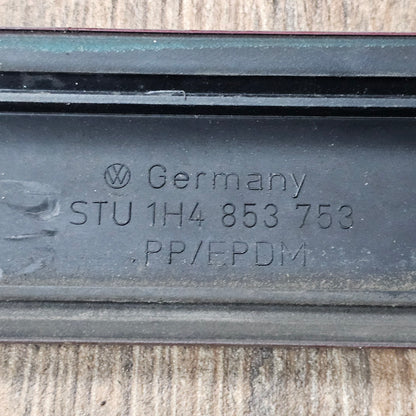 Germany
STU 1H4 853 753
PP/EPDM